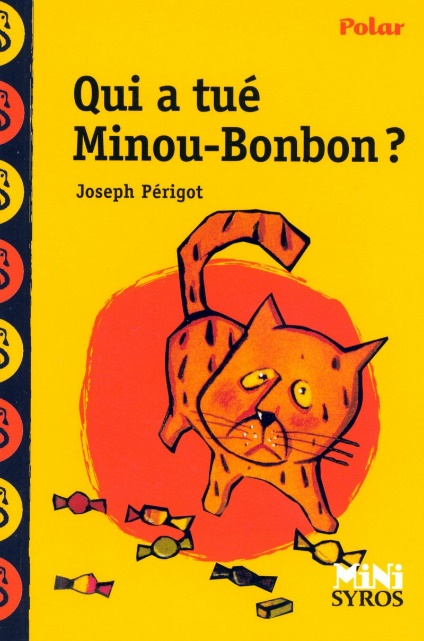 Polar
Qui a tué
Minou-Bonbon ?
Joseph Périgot
MiNi
SYROS